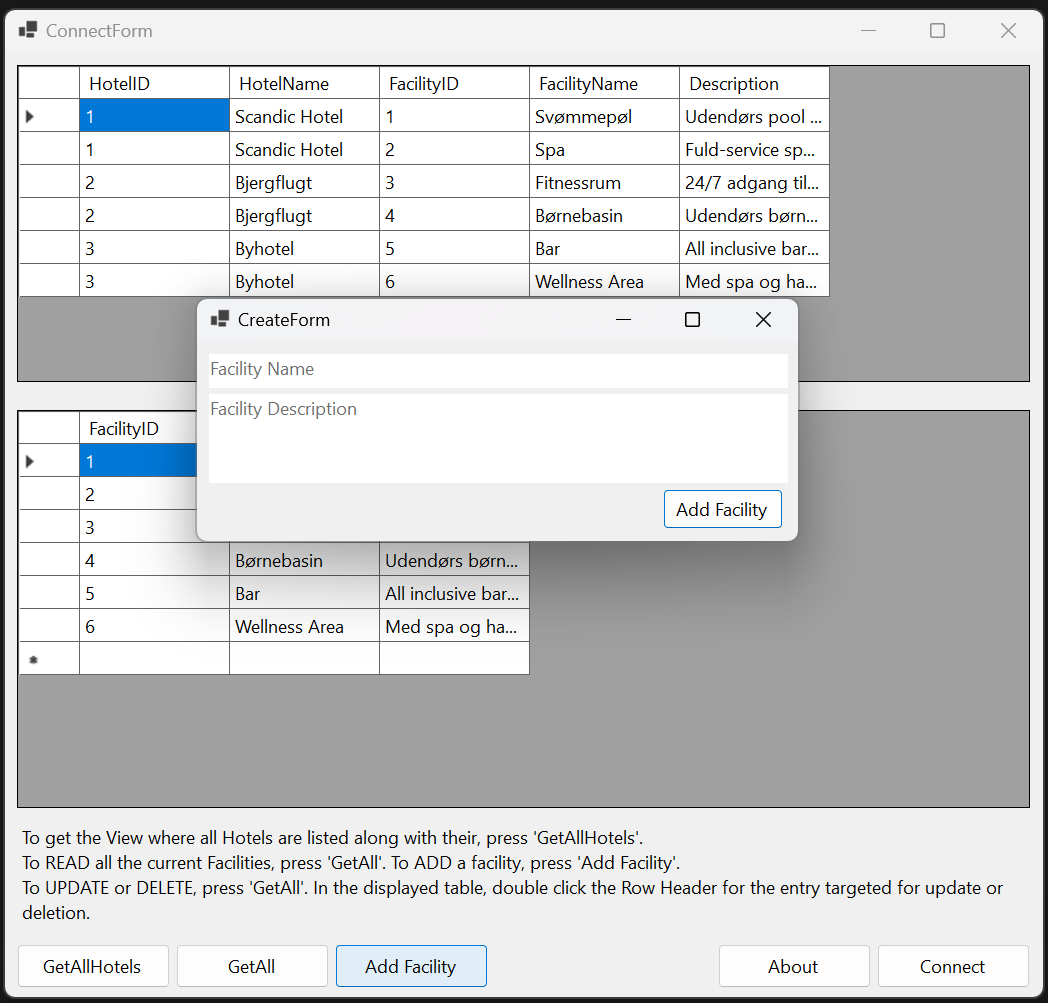 ConnectForm
HotelID HotelName FacilityID FacilityName Description
1 Scandic Hotel 1 Svømmepøl Udendørs pool ...
1 Scandic Hotel 2 Spa Fuld-service sp...
2 Bjergflugt 3 Fitnessrum 24/7 adgang til...
2 Bjergflugt 4 Børnebasin Udendørs børn...
3 Byhotel 5 Bar All inclusive bar...
3 Byhotel 6 Wellness Area Med spa og ha...
CreateForm
Facility Name
Facility Description
Add Facility
FacilityID
1
2
3
4 Børnebasin Udendørs børn...
5 Bar All inclusive bar...
6 Wellness Area Med spa og ha...
To get the View where all Hotels are listed along with their, press 'GetAllHotels'.
To READ all the current Facilities, press 'GetAll'. To ADD a facility, press 'Add Facility'.
To UPDATE or DELETE, press 'GetAll'. In the displayed table, double click the Row Header for the entry targeted for update or
deletion.
GetAllHotels GetAll Add Facility About Connect